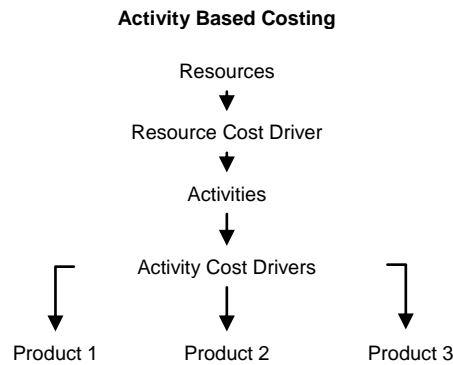 Activity Based Costing
Resources
Resource Cost Driver
Activities
Activity Cost Drivers
Product 1 Product 2 Product 3